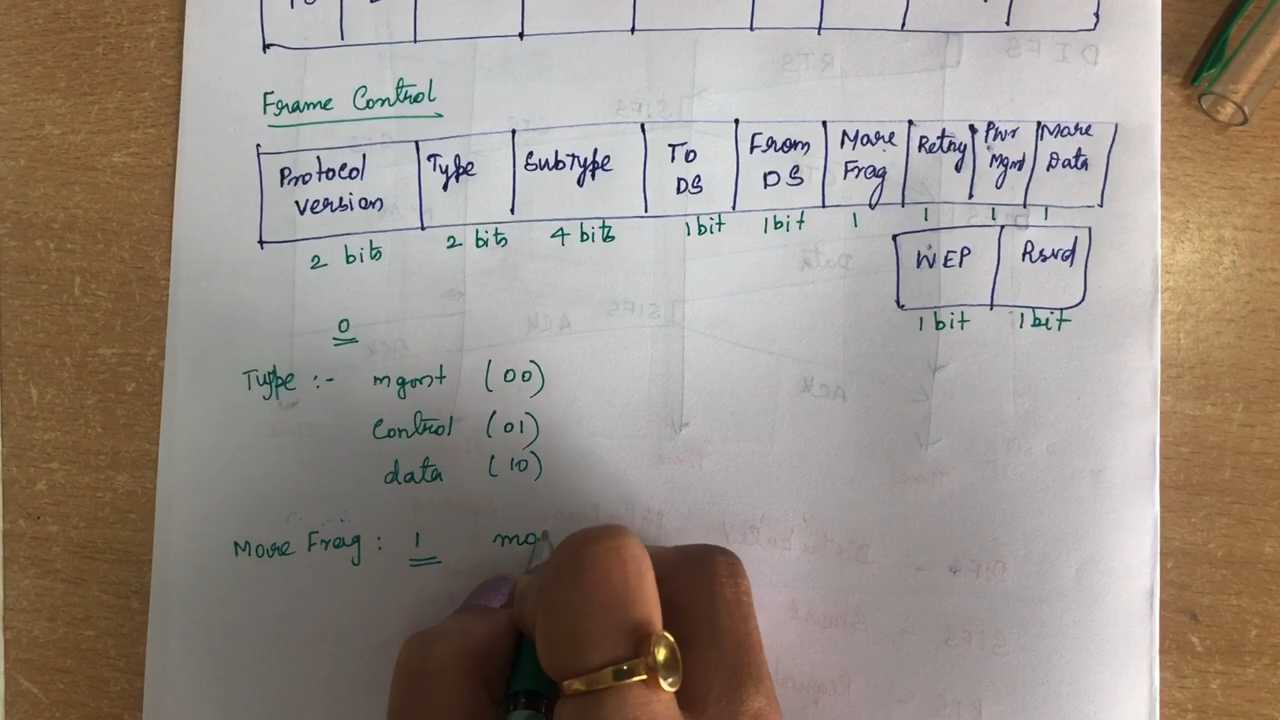 Frame Control
Protocol version Type Subtype To DS From DS More Frag Retry Pwr Mgmt More Data
2 bits 2 bits 4 bits 1 bit 1 bit 1 1 1 1
WEP Rsvd
1 bit 1 bit
0
Type :- mgmt (00)
Control (01)
data (10)
More Frag : 1 mo